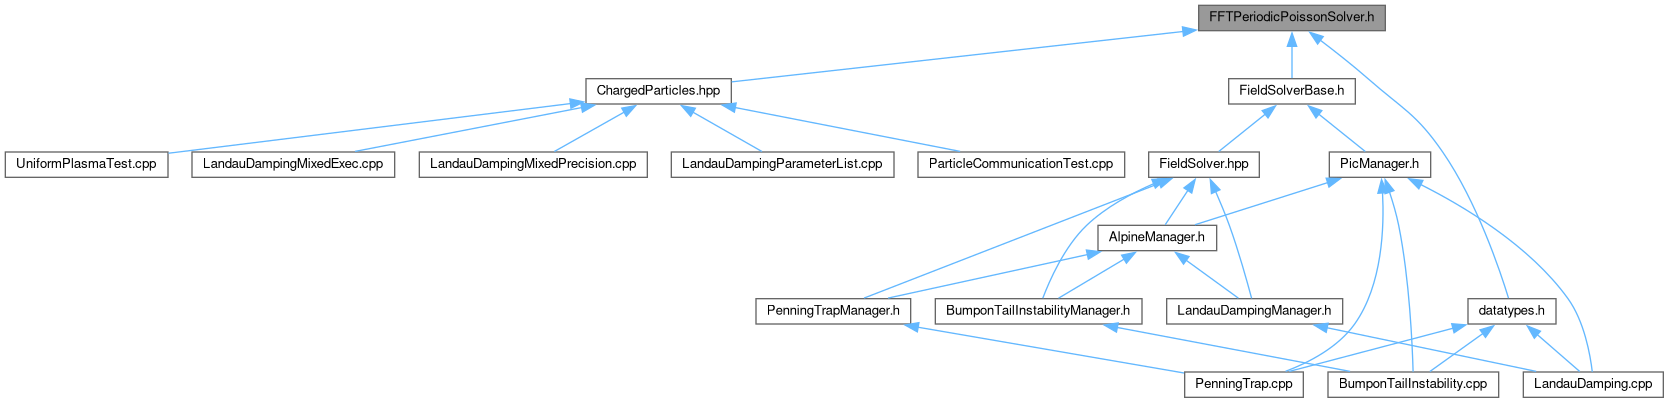 FFTPeriodicPoissonSolver.h
ChargedParticles.hpp
FieldSolverBase.h
UniformPlasmaTest.cpp
LandauDampingMixedExec.cpp
LandauDampingMixedPrecision.cpp
LandauDampingParameterList.cpp
ParticleCommunicationTest.cpp
FieldSolver.hpp
PicManager.h
AlpineManager.h
PenningTrapManager.h
BumponTailInstabilityManager.h
LandauDampingManager.h
datatypes.h
PenningTrap.cpp
BumponTailInstability.cpp
LandauDamping.cpp